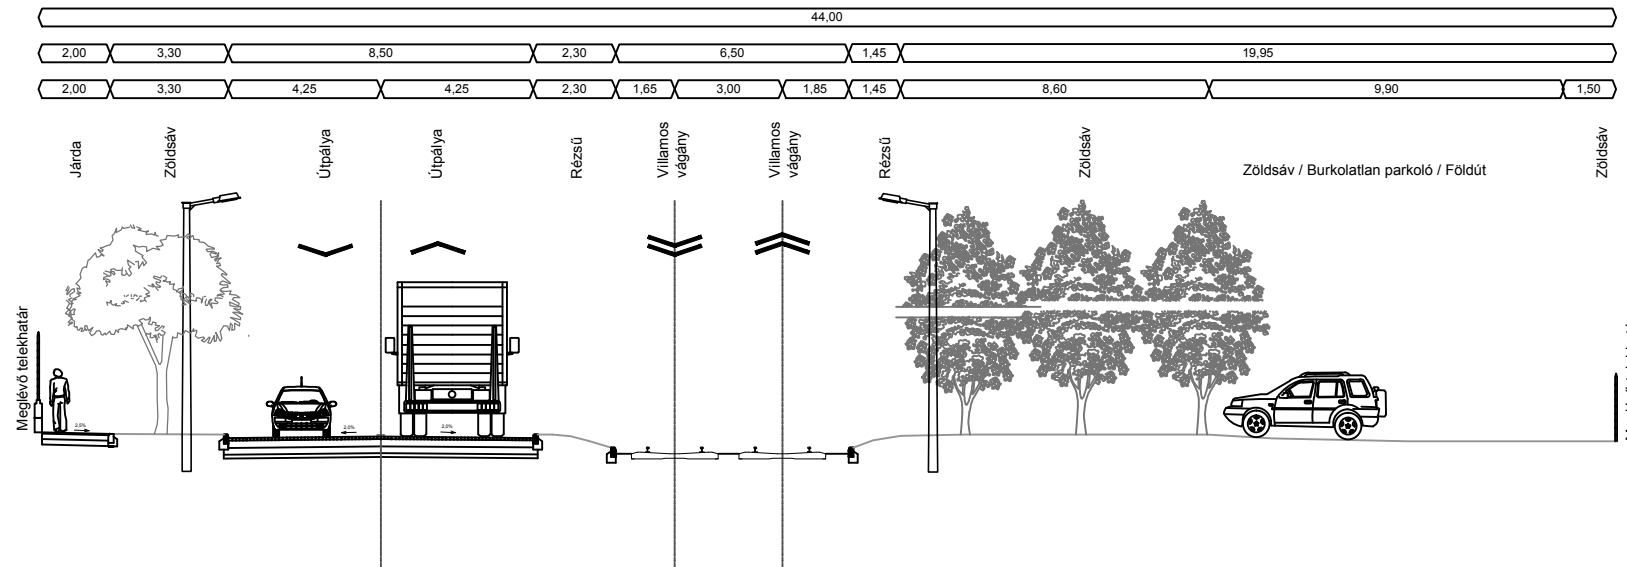 44,00
2,00 3,30 8,50 2,30 6,50 1,45 19,95
2,00 3,30 4,25 4,25 2,30 1,65 3,00 1,85 1,45 8,60 9,90 1,50
Járda
Zöldsáv
Útpálya
Útpálya
Rézsű
Villamos
vágány
Villamos
vágány
Rézsű
Zöldsáv
Zöldsáv / Burkolatlan parkoló / Földút
Zöldsáv
Meglévő telekhatár
2,5%
2,0%
2,0%